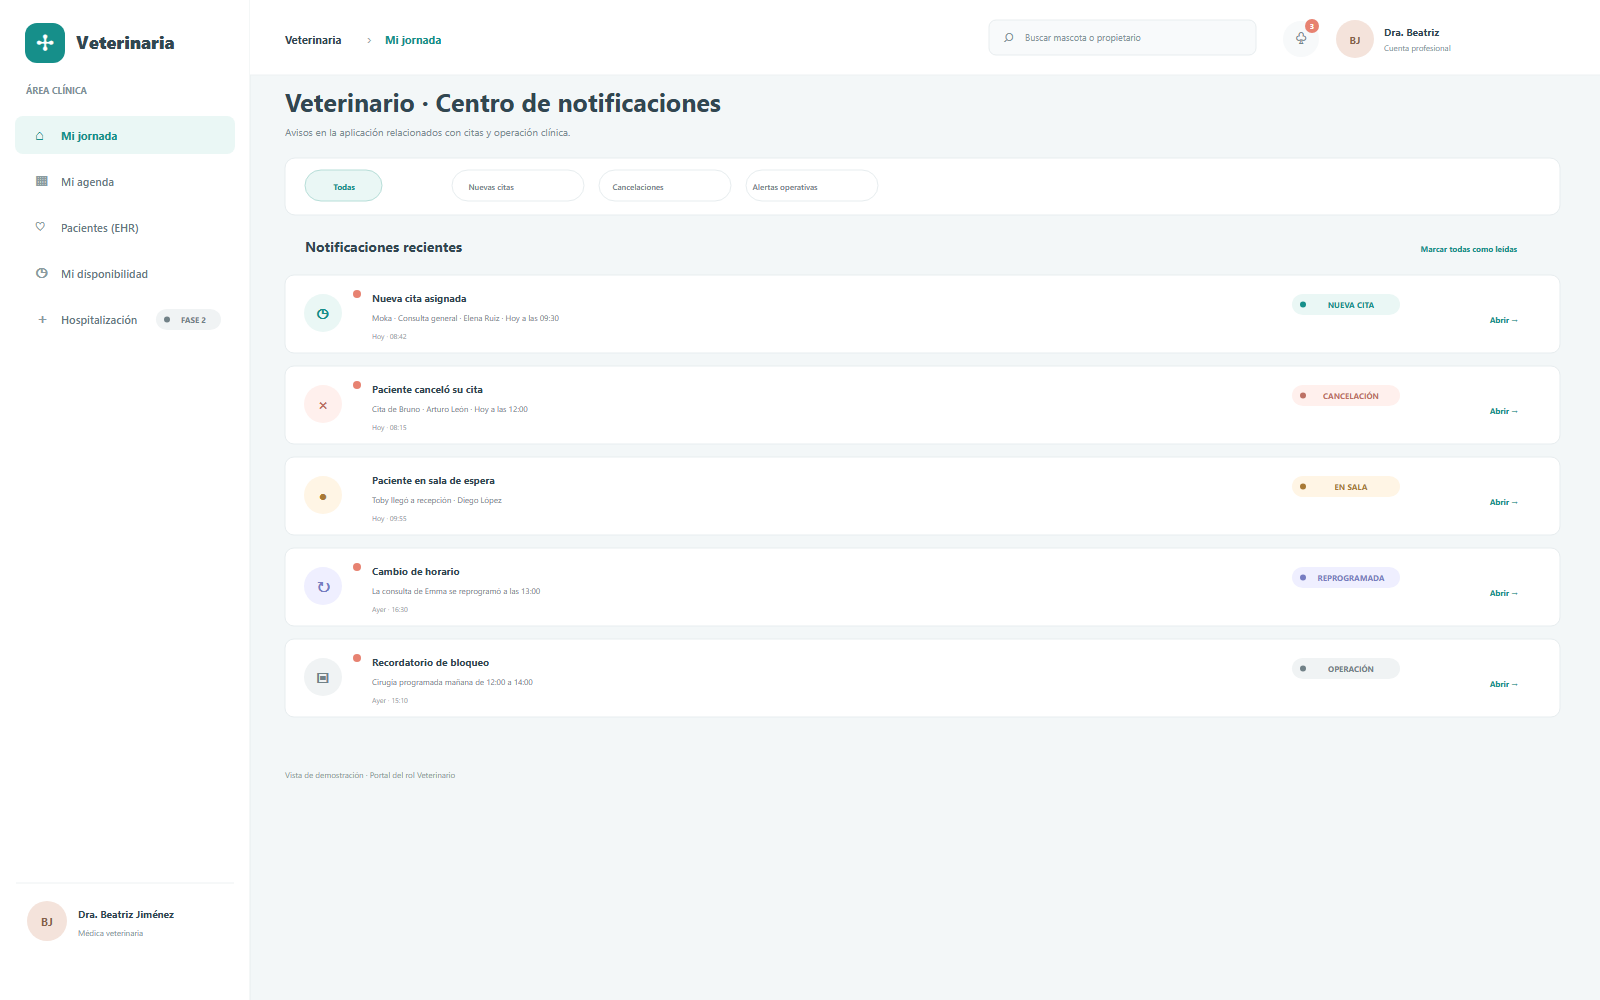 Veterinaria
ÁREA CLÍNICA
Mi jornada
Mi agenda
Pacientes (EHR)
Mi disponibilidad
Hospitalización FASE 2
Dra. Beatriz Jiménez
BJ
Médica veterinaria
Veterinaria › Mi jornada
Buscar mascota o propietario
3
BJ
Dra. Beatriz
Cuenta profesional
Veterinario · Centro de notificaciones
Avisos en la aplicación relacionados con citas y operación clínica.
Todas Nuevas citas Cancelaciones Alertas operativas
Notificaciones recientes
Marcar todas como leídas
Nueva cita asignada
Moka · Consulta general · Elena Ruiz · Hoy a las 09:30
Hoy · 08:42
NUEVA CITA
Abrir →
Paciente canceló su cita
Cita de Bruno · Arturo León · Hoy a las 12:00
Hoy · 08:15
CANCELACIÓN
Abrir →
Paciente en sala de espera
Toby llegó a recepción · Diego López
Hoy · 09:55
EN SALA
Abrir →
Cambio de horario
La consulta de Emma se reprogramó a las 13:00
Ayer · 16:30
REPROGRAMADA
Abrir →
Recordatorio de bloqueo
Cirugía programada mañana de 12:00 a 14:00
Ayer · 15:10
OPERACIÓN
Abrir →
Vista de demostración · Portal del rol Veterinario